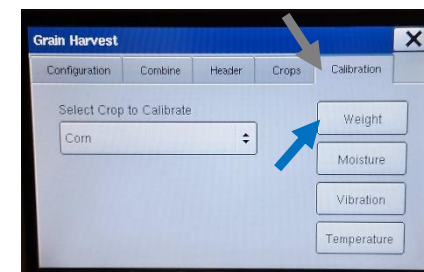 Grain Harvest X
Configuration Combine Header Crops Calibration
Select Crop to Calibrate
Corn
Weight
Moisture
Vibration
Temperature